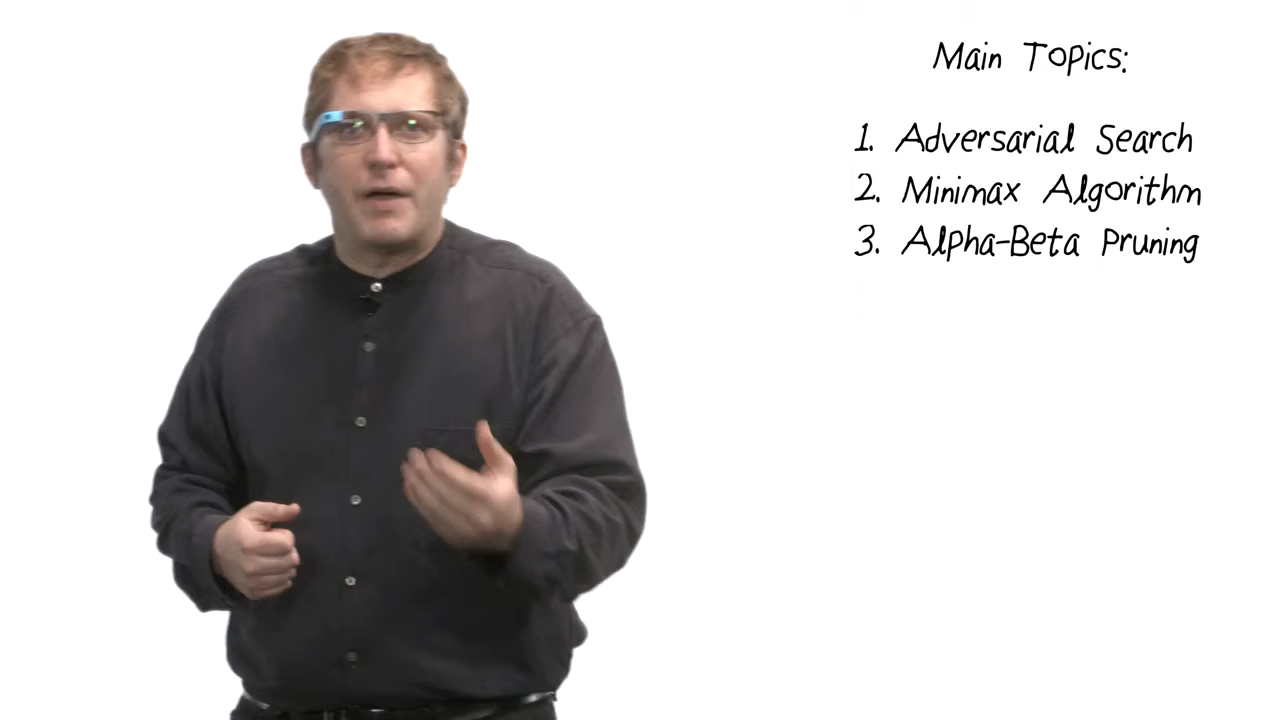 Main Topics:
1. Adversarial Search
2. Minimax Algorithm
3. Alpha-Beta Pruning